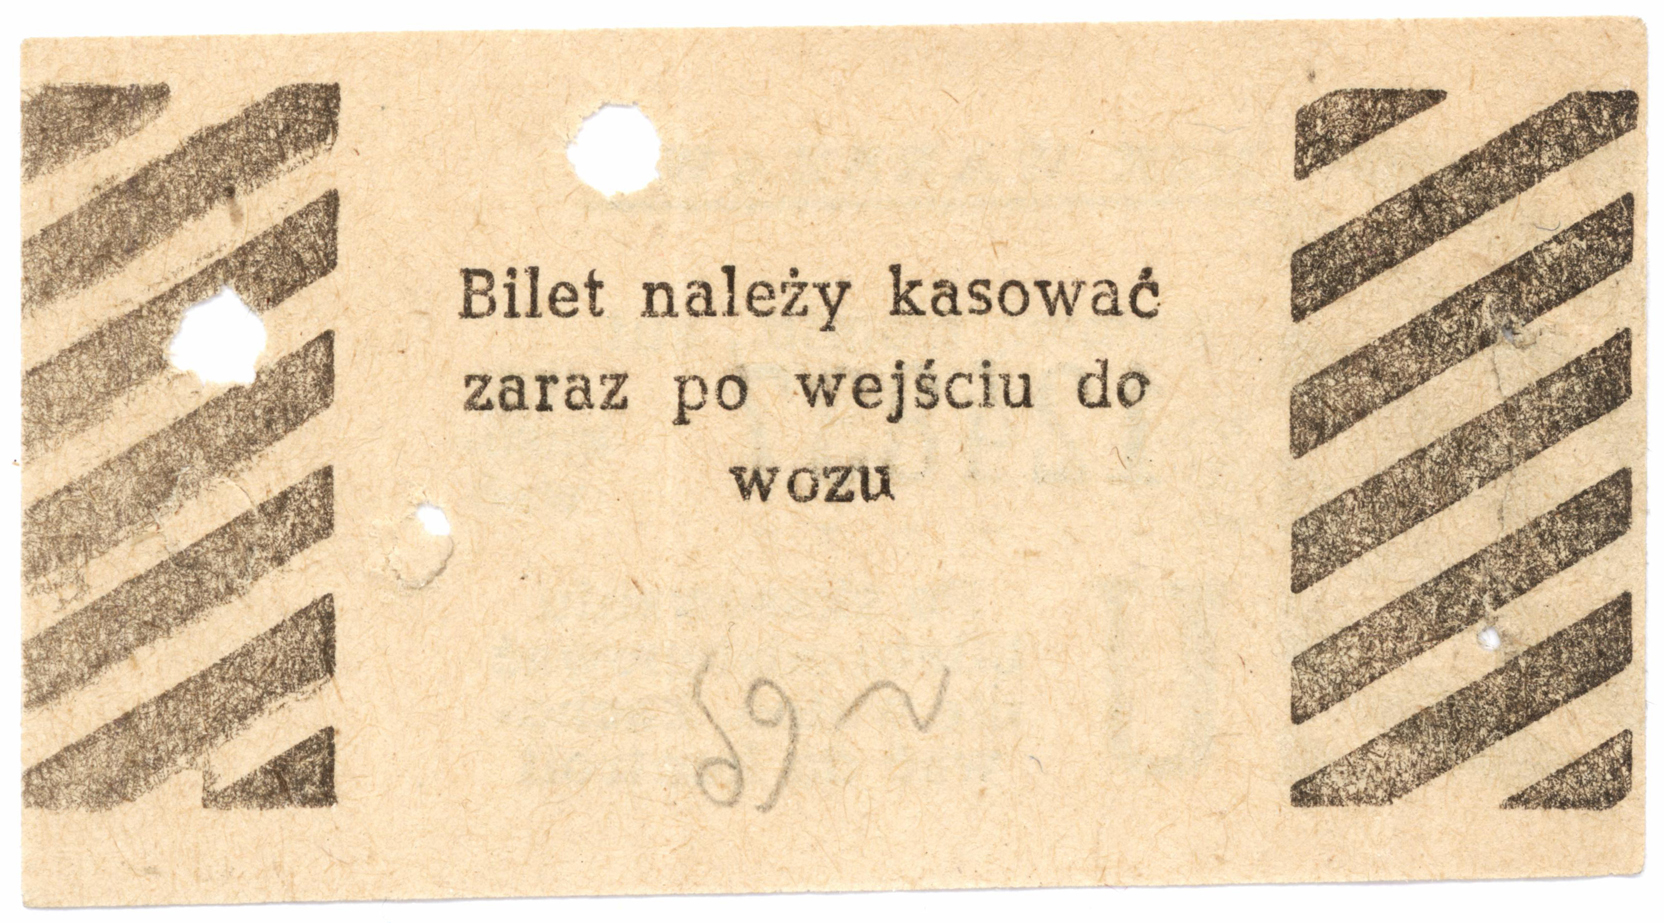 Bilet należy kasować
zaraz po wejściu do
wozu